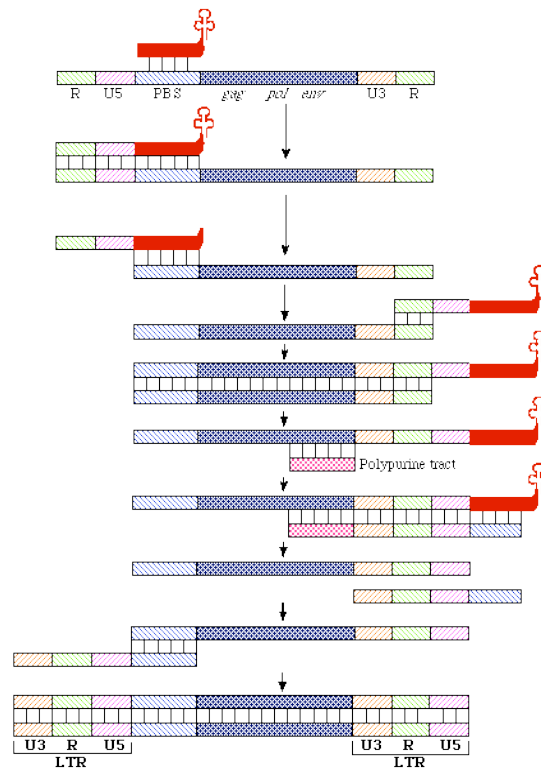 R U5 PBS gag pol env U3 R
Polypurine tract
U3 R U5 U3 R U5
LTR LTR